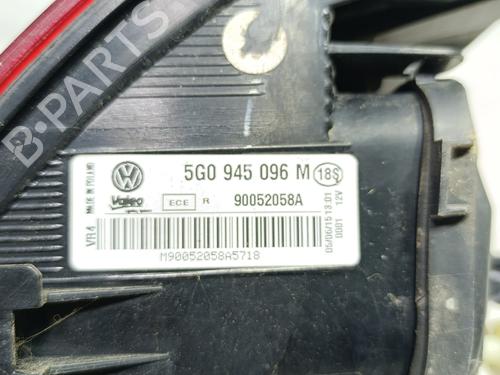 B-PARTS
MADE IN POLAND
VR4
VW
Valeo
5G0 945 096 M
18S
ECE
R
90052058A
M90052058A5718
05/06/15 13:01
0001 12V